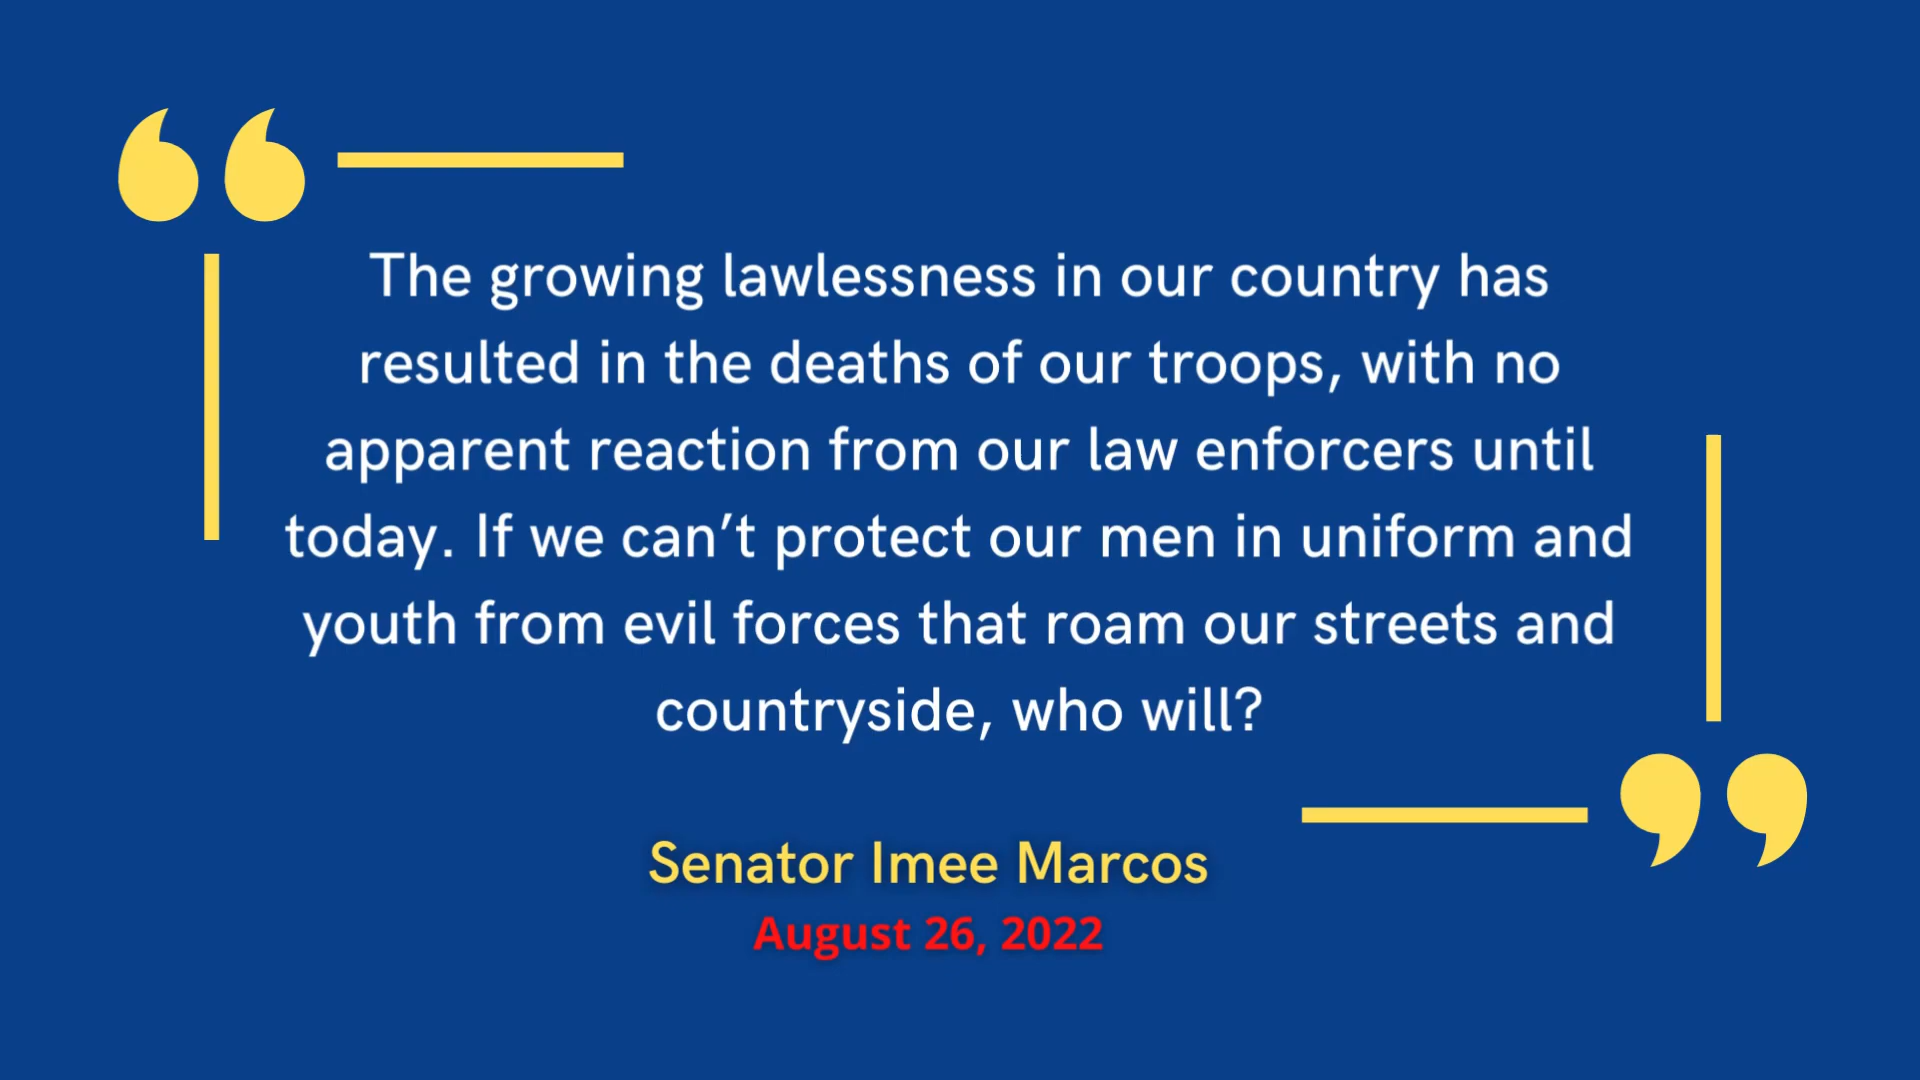 The growing lawlessness in our country has
resulted in the deaths of our troops, with no
apparent reaction from our law enforcers until
today. If we can’t protect our men in uniform and
youth from evil forces that roam our streets and
countryside, who will?
Senator Imee Marcos
August 26, 2022